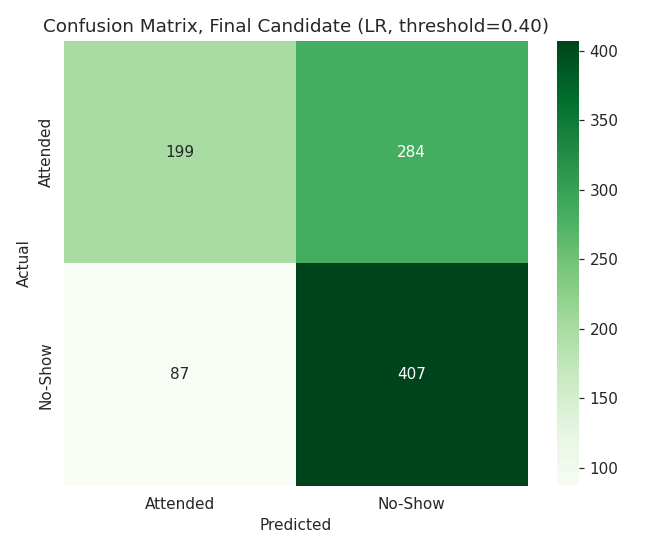 Confusion Matrix, Final Candidate (LR, threshold=0.40)
Actual
Attended
199
284
No-Show
87
407
Attended
No-Show
Predicted
400
350
300
250
200
150
100